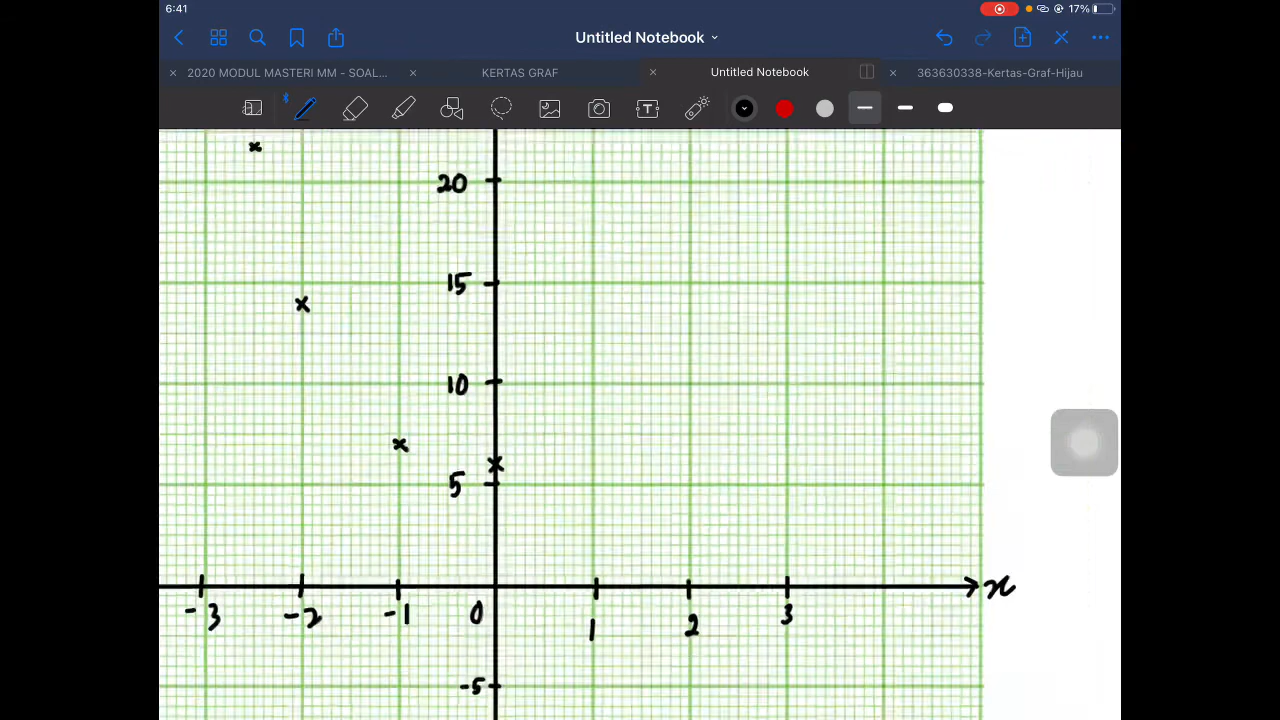 6:41
17%
Untitled Notebook
2020 MODUL MASTERI MM - SOAL...
KERTAS GRAF
Untitled Notebook
363630338-Kertas-Graf-Hijau
T
20
15
10
5
x
-3 -2 -1 0 1 2 3
-5